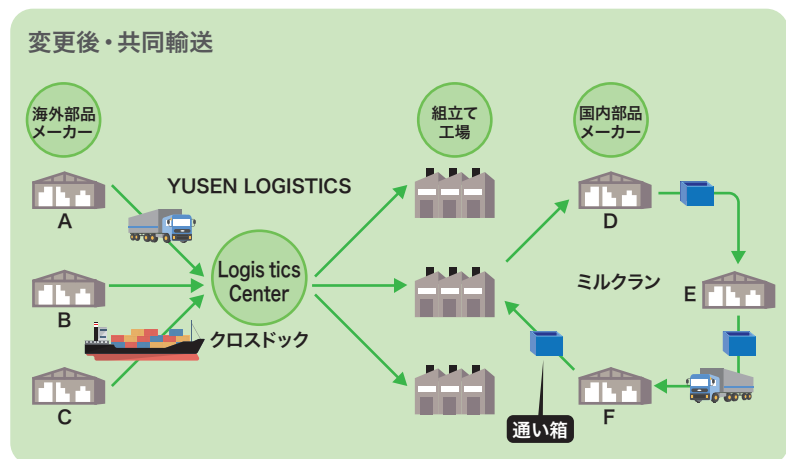 変更後・共同輸送
海外部品
メーカー
組立て
工場
国内部品
メーカー
YUSEN LOGISTICS
A
D
Logis tics
Center
ミルクラン
E
B
クロスドック
C
通い箱
F